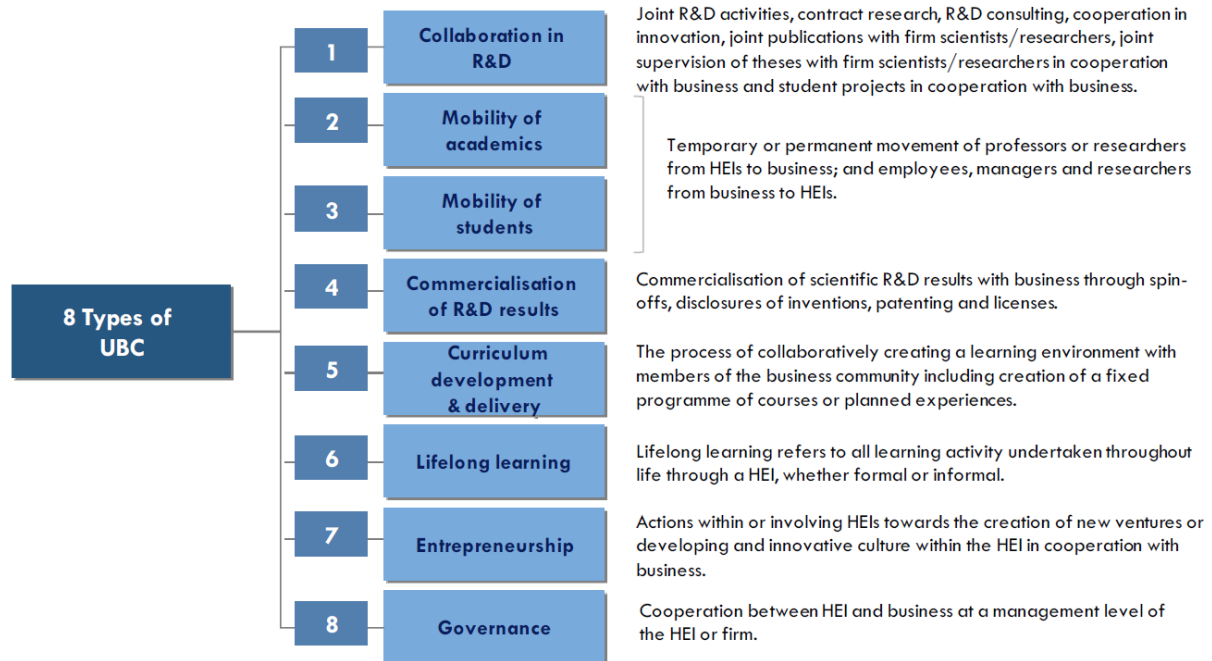 8 Types of
UBC
1
Collaboration in
R&D
Joint R&D activities, contract research, R&D consulting, cooperation in
innovation, joint publications with firm scientists/researchers, joint
supervision of theses with firm scientists/researchers in cooperation
with business and student projects in cooperation with business.
2
Mobility of
academics
3
Mobility of
students
Temporary or permanent movement of professors or researchers
from HEIs to business; and employees, managers and researchers
from business to HEIs.
4
Commercialisation
of R&D results
Commercialisation of scientific R&D results with business through spin-
offs, disclosures of inventions, patenting and licenses.
5
Curriculum
development
& delivery
The process of collaboratively creating a learning environment with
members of the business community including creation of a fixed
programme of courses or planned experiences.
6
Lifelong learning
Lifelong learning refers to all learning activity undertaken throughout
life through a HEI, whether formal or informal.
7
Entrepreneurship
Actions within or involving HEIs towards the creation of new ventures or
developing and innovative culture within the HEI in cooperation with
business.
8
Governance
Cooperation between HEI and business at a management level of
the HEI or firm.